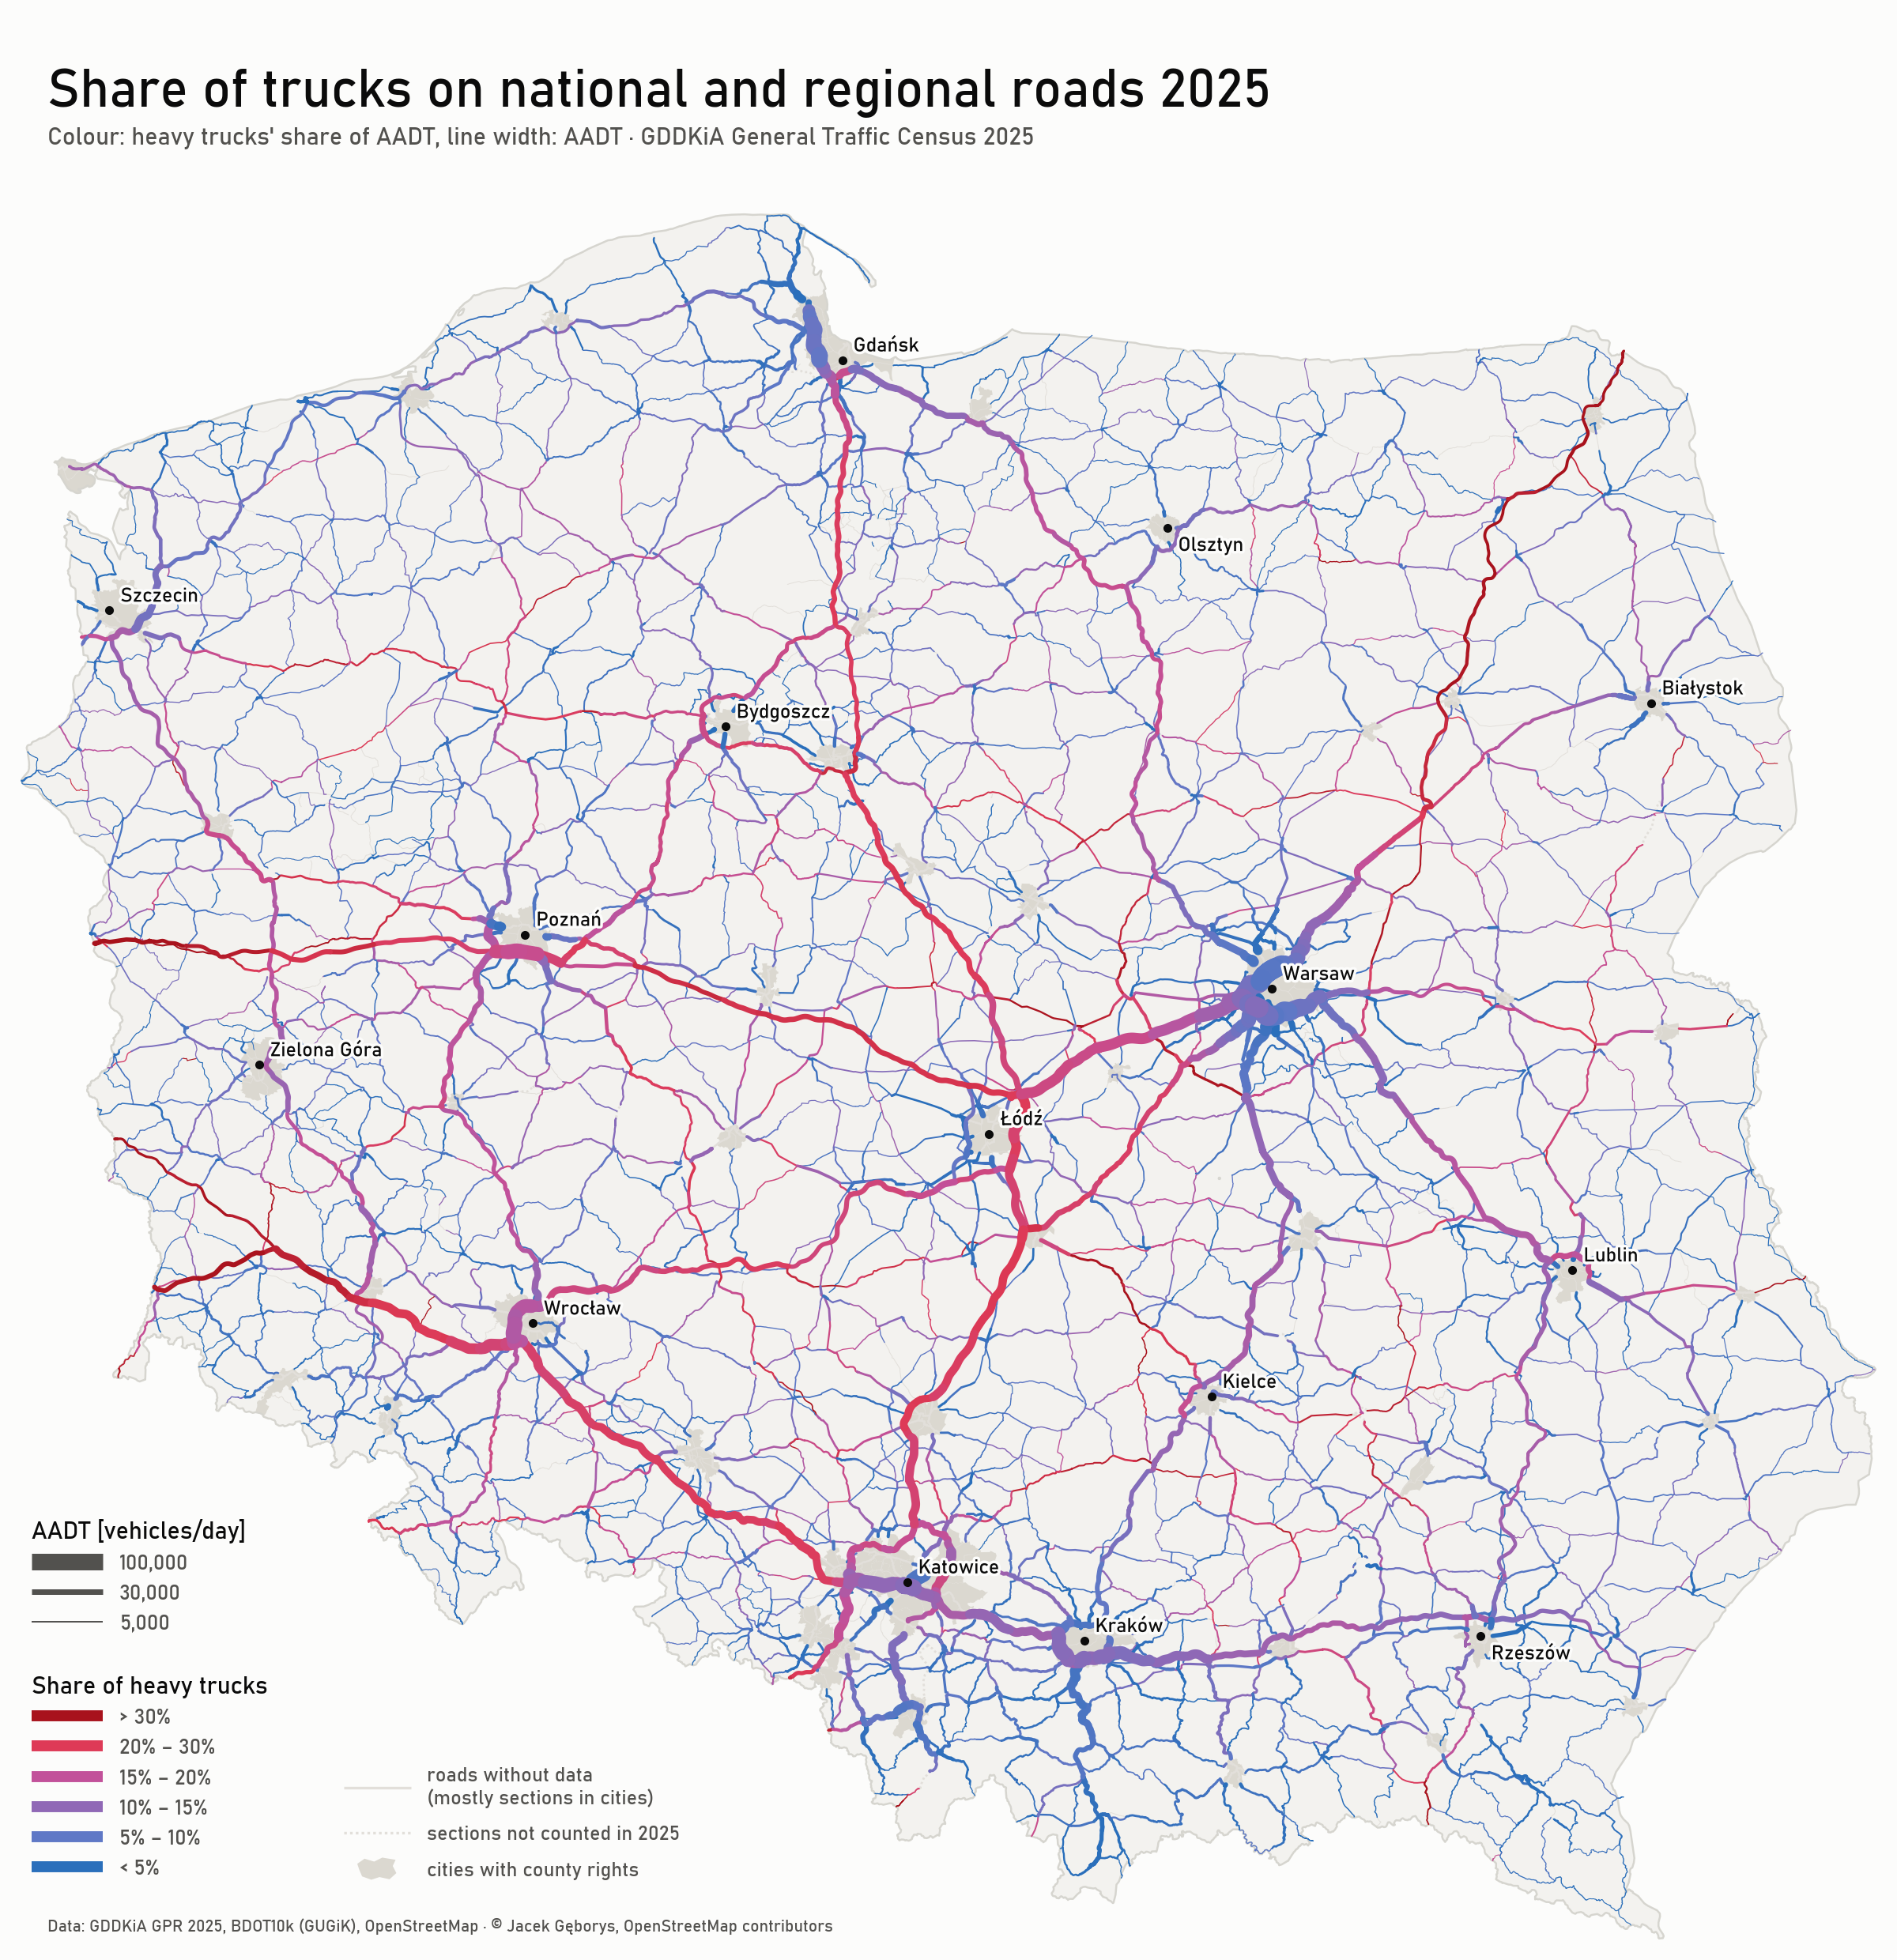 Share of trucks on national and regional roads 2025
Colour: heavy trucks' share of AADT, line width: AADT · GDDKiA General Traffic Census 2025
Gdańsk
Olsztyn
Szczecin
Białystok
Bydgoszcz
Poznań
Warsaw
Zielona Góra
Łódź
Lublin
Wrocław
Kielce
Katowice
Kraków
Rzeszów
AADT [vehicles/day]
100,000
30,000
5,000
Share of heavy trucks
> 30%
20% – 30%
15% – 20%
10% – 15%
5% – 10%
< 5%
roads without data
(mostly sections in cities)
sections not counted in 2025
cities with county rights
Data: GDDKiA GPR 2025, BDOT10k (GUGiK), OpenStreetMap · © Jacek Gęborys, OpenStreetMap contributors